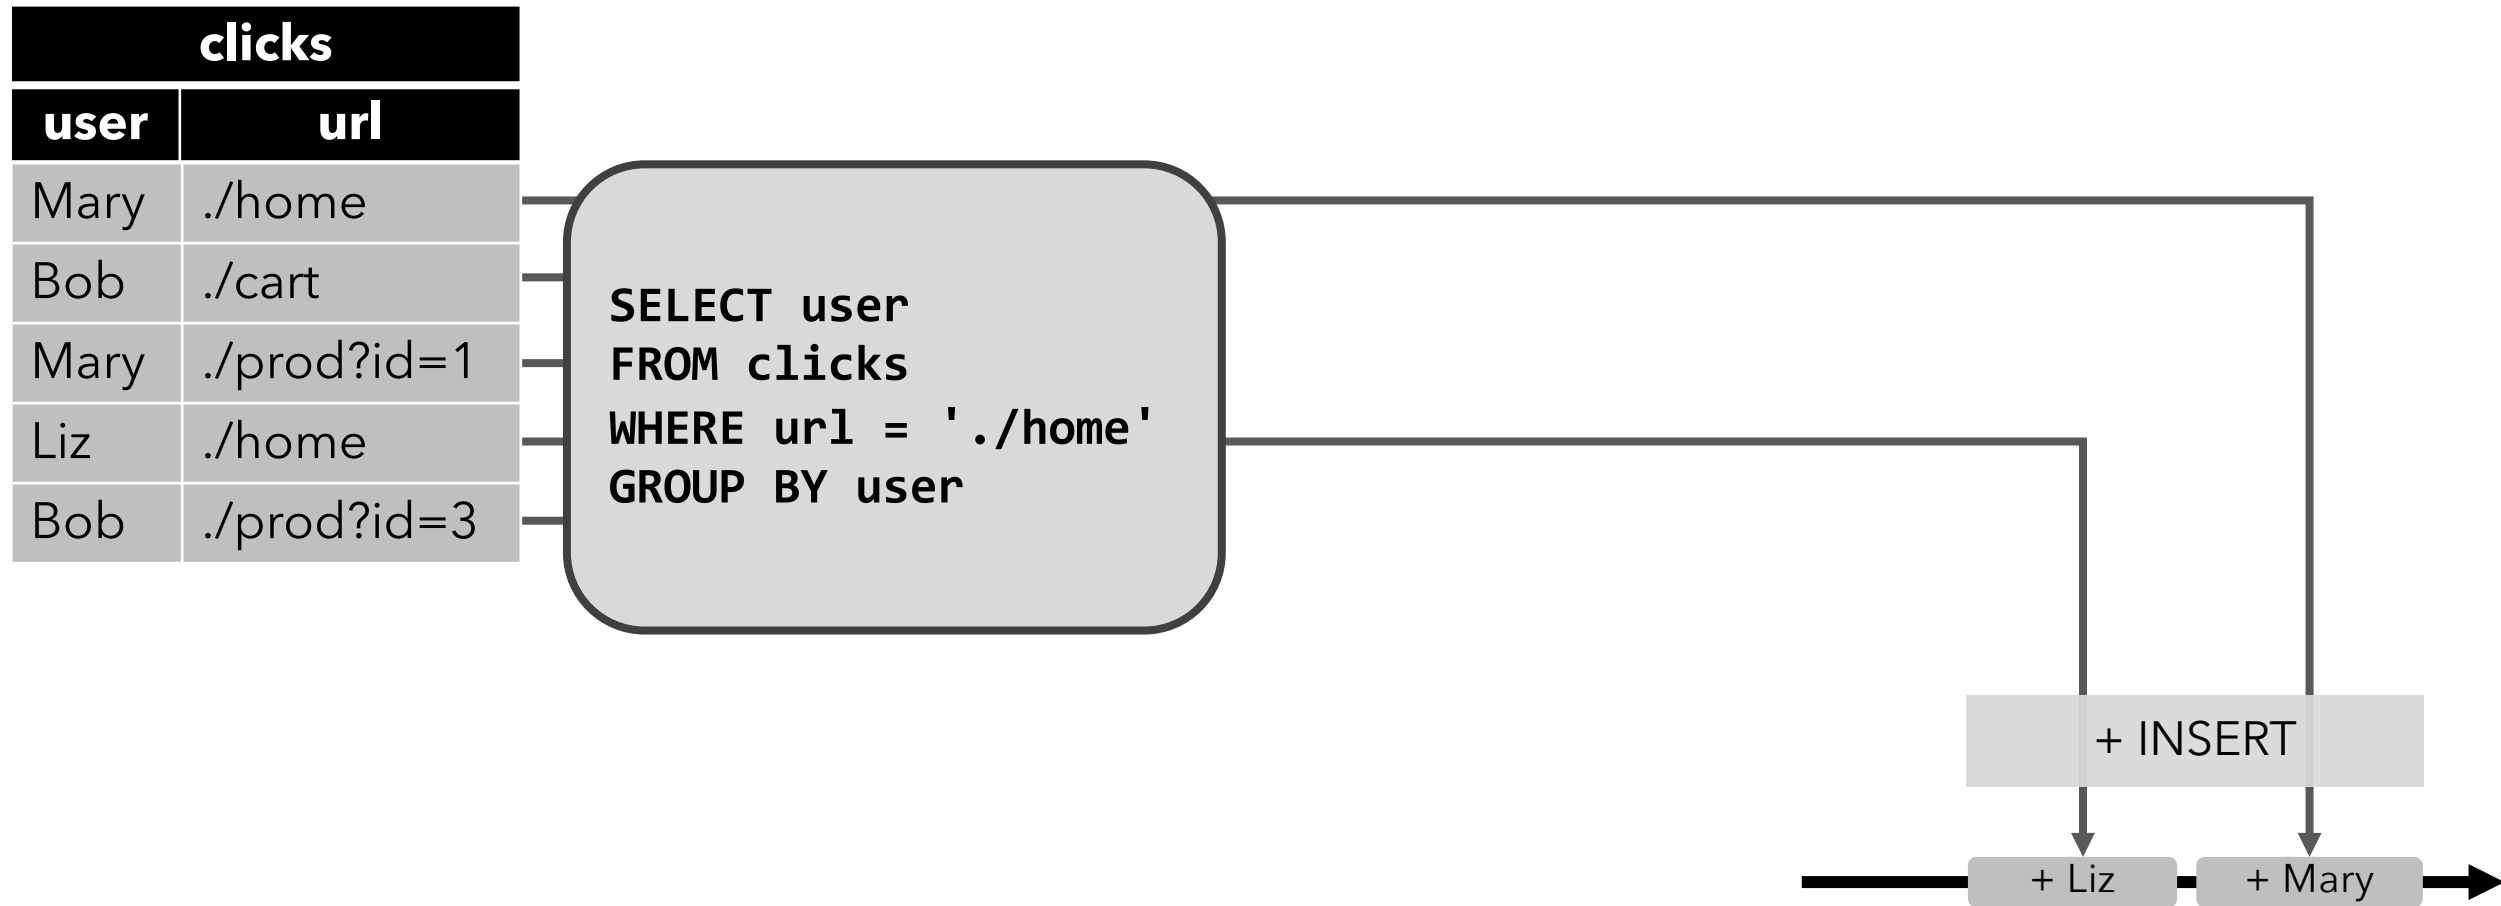 clicks
user url
Mary ./home
Bob ./cart
Mary ./prod?id=1
Liz ./home
Bob ./prod?id=3
SELECT user
FROM clicks
WHERE url = './home'
GROUP BY user
+ INSERT
+ Liz
+ Mary